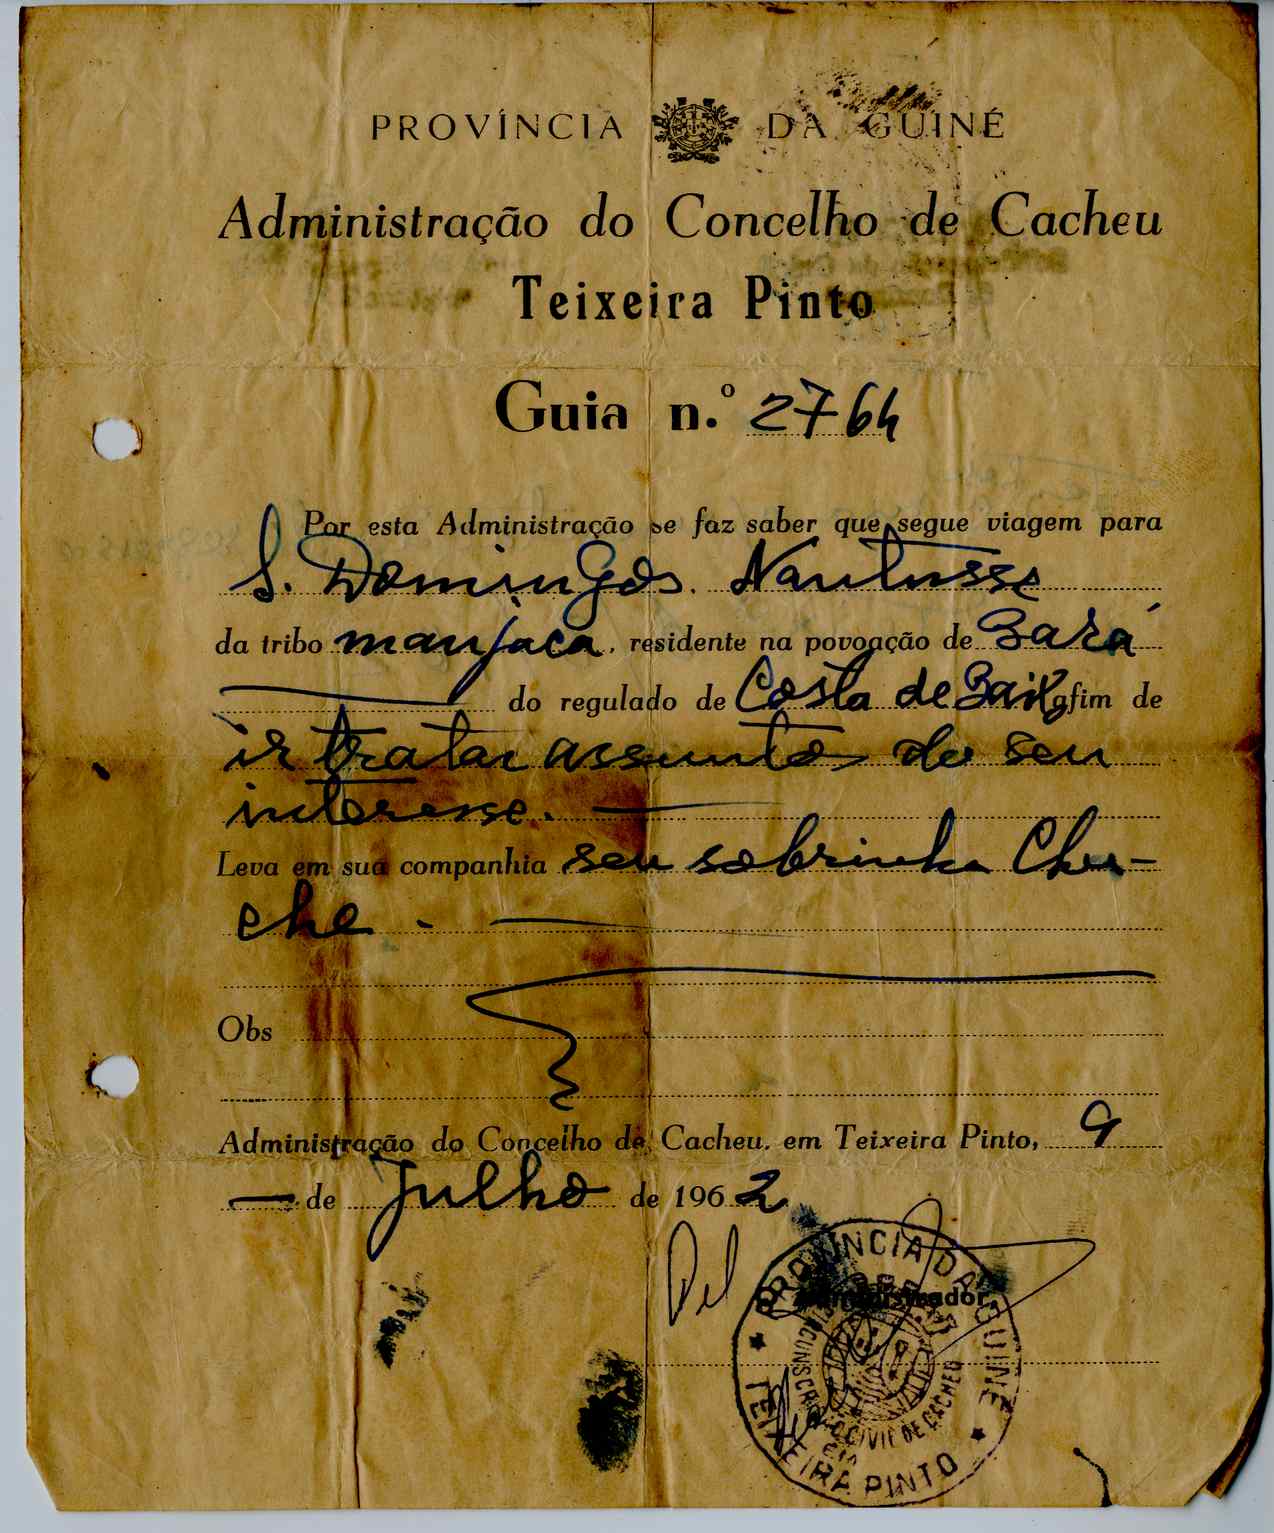 PROVÍNCIA DA GUINÉ
Administração do Concelho de Cacheu
Teixeira Pinto
Guia n.º 2764
Por esta Administração se faz saber que segue viagem para
S. Domingos. Nantusse
da tribo manjaca, residente na povoação de Bará
do regulado de Costa de Baixo afim de
ir tratar assuntos do seu
interesse.
Leva em sua companhia seu sobrinho Chu-
che.
Obs
Administração do Concelho de Cacheu, em Teixeira Pinto, 9
de Julho de 1962
Pel
Administrador,
PROVÍNCIA DA GUINÉ
CIRCUNSCRIÇÃO CIVIL DE CACHEU
TEIXEIRA PINTO